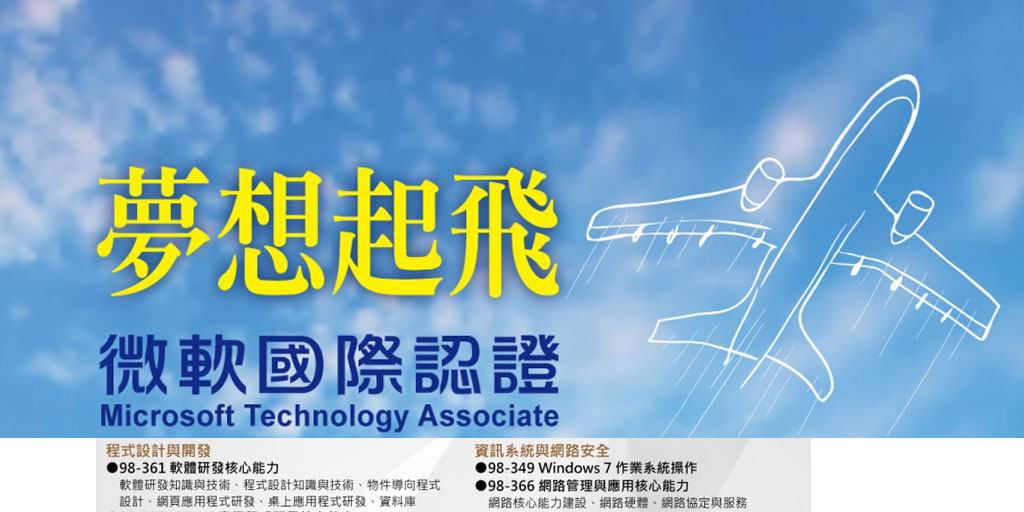 夢想起飛
微軟國際認證
Microsoft Technology Associate
程式設計與開發
●98-361 軟體研發核心能力
軟體研發知識與技術、程式設計知識與技術、物件導向程式
設計、網頁應用程式研發、桌上應用程式研發、資料庫
資訊系統與網路安全
●98-349 Windows 7 作業系統操作
●98-366 網路管理與應用核心能力
網路核心能力建設、網路硬體、網路協定與服務